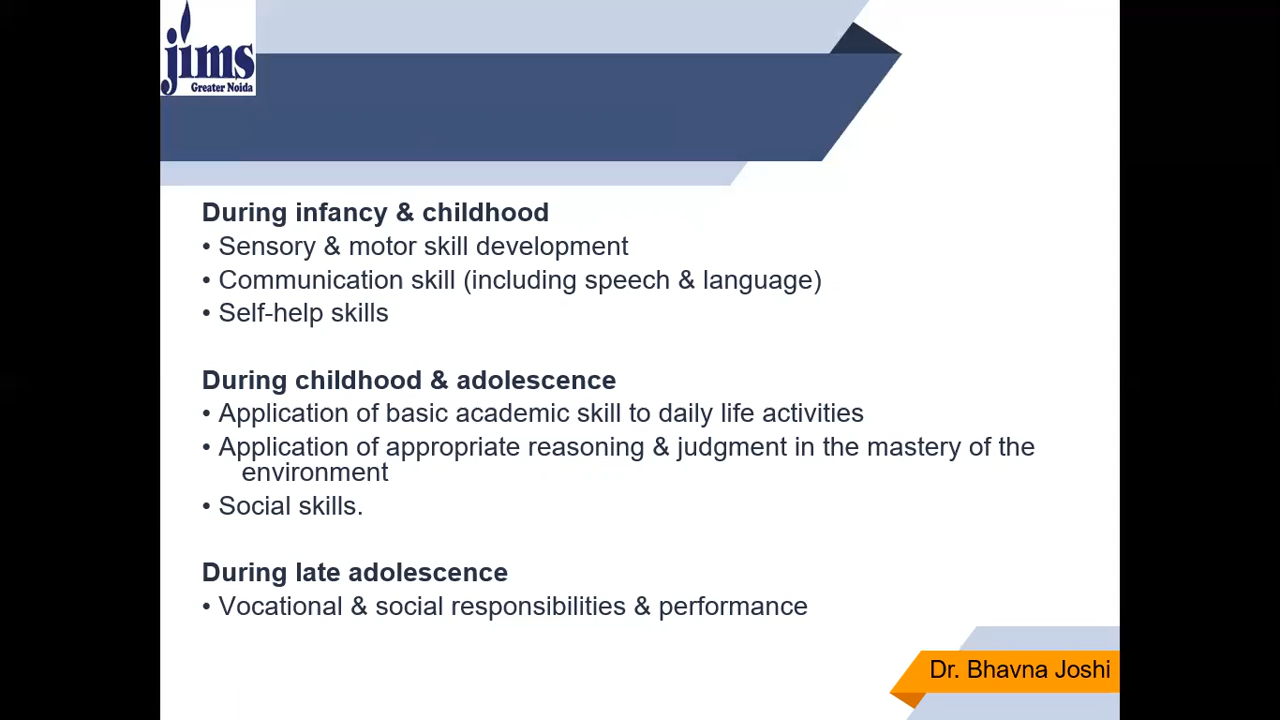 jims
Greater Noida
During infancy & childhood
• Sensory & motor skill development
• Communication skill (including speech & language)
• Self-help skills
During childhood & adolescence
• Application of basic academic skill to daily life activities
• Application of appropriate reasoning & judgment in the mastery of the
environment
• Social skills.
During late adolescence
• Vocational & social responsibilities & performance
Dr. Bhavna Joshi